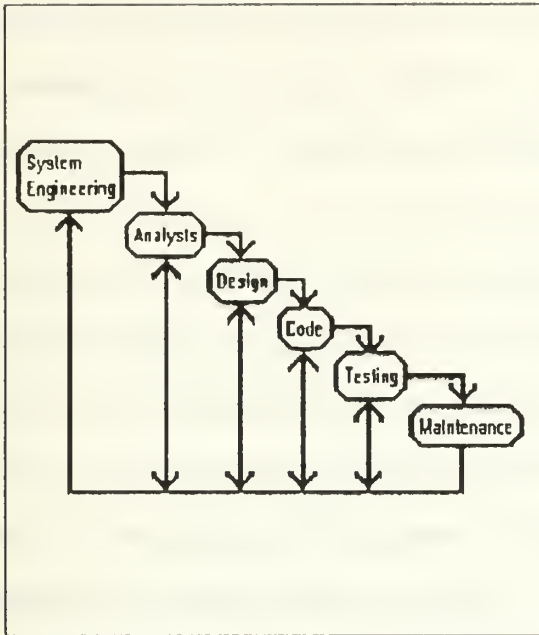 System
Engineering
Analysis
Design
Code
Testing
Maintenance